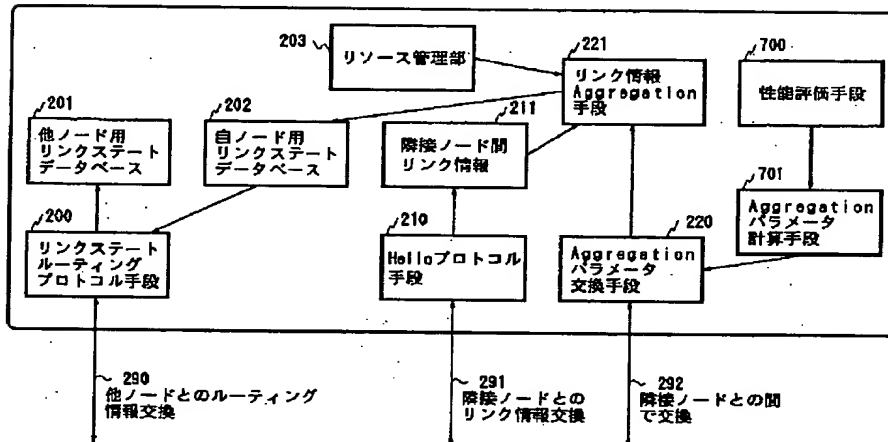 203
リソース管理部
221
リンク情報
Aggregation
手段
700
性能評価手段
201
他ノード用
リンクステート
データベース
202
自ノード用
リンクステート
データベース
211
隣接ノード間
リンク情報
200
リンクステート
ルーティング
プロトコル手段
210
Helloプロトコル
手段
220
Aggregation
パラメータ
交換手段
701
Aggregation
パラメータ
計算手段
290
他ノードとのルーティング
情報交換
291
隣接ノードとの
リンク情報交換
292
隣接ノードとの間
で交換